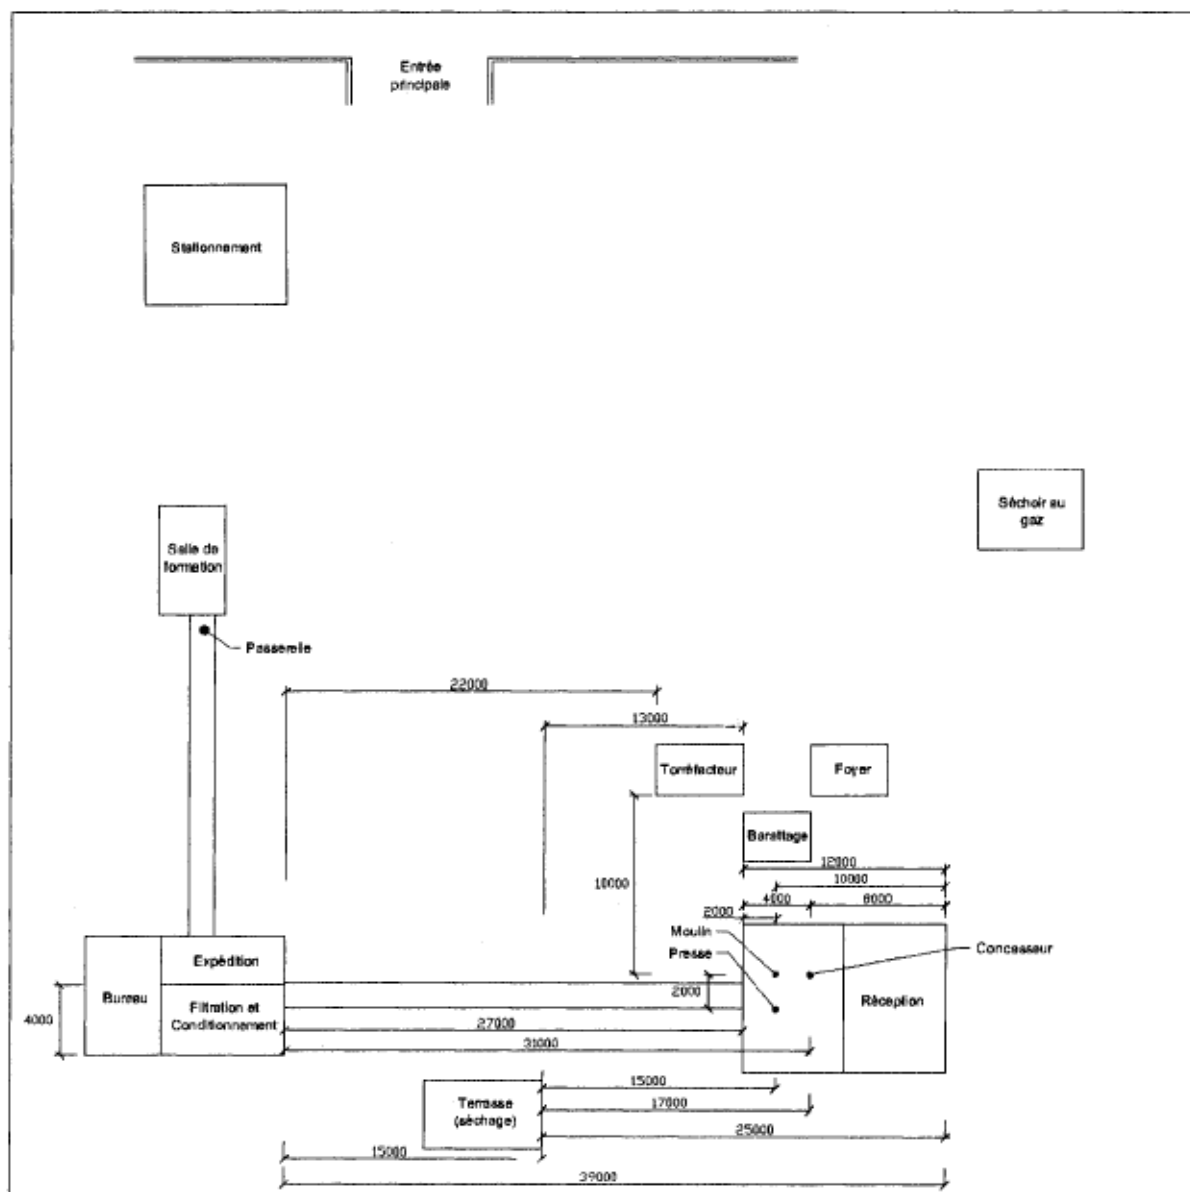 Entrée
principale
Stationnement
Séchoir au
gaz
Salle de
formation
Passerelle
22000
13000
Torréfacteur
Foyer
Barattage
12000
10000
10000
4000
8000
2000
Moulin
Presse
Concasseur
Expédition
Bureau
Filtration et
Conditionnement
4000
2000
Réception
27000
31000
15000
Terrasse
(séchage)
17000
25000
15000
39000